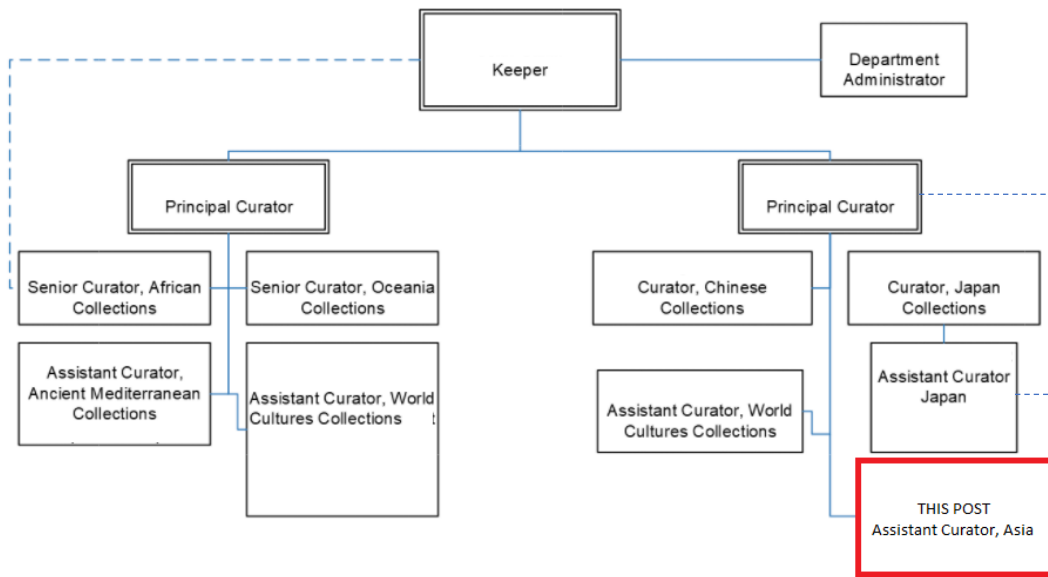 Keeper
Department
Administrator
Principal Curator
Principal Curator
Senior Curator, African
Collections
Senior Curator, Oceania
Collections
Curator, Chinese
Collections
Curator, Japan
Collections
Assistant Curator,
Ancient Mediterranean
Collections
Assistant Curator, World
Cultures Collections
Assistant Curator, World
Cultures Collections
Assistant Curator
Japan
THIS POST
Assistant Curator, Asia